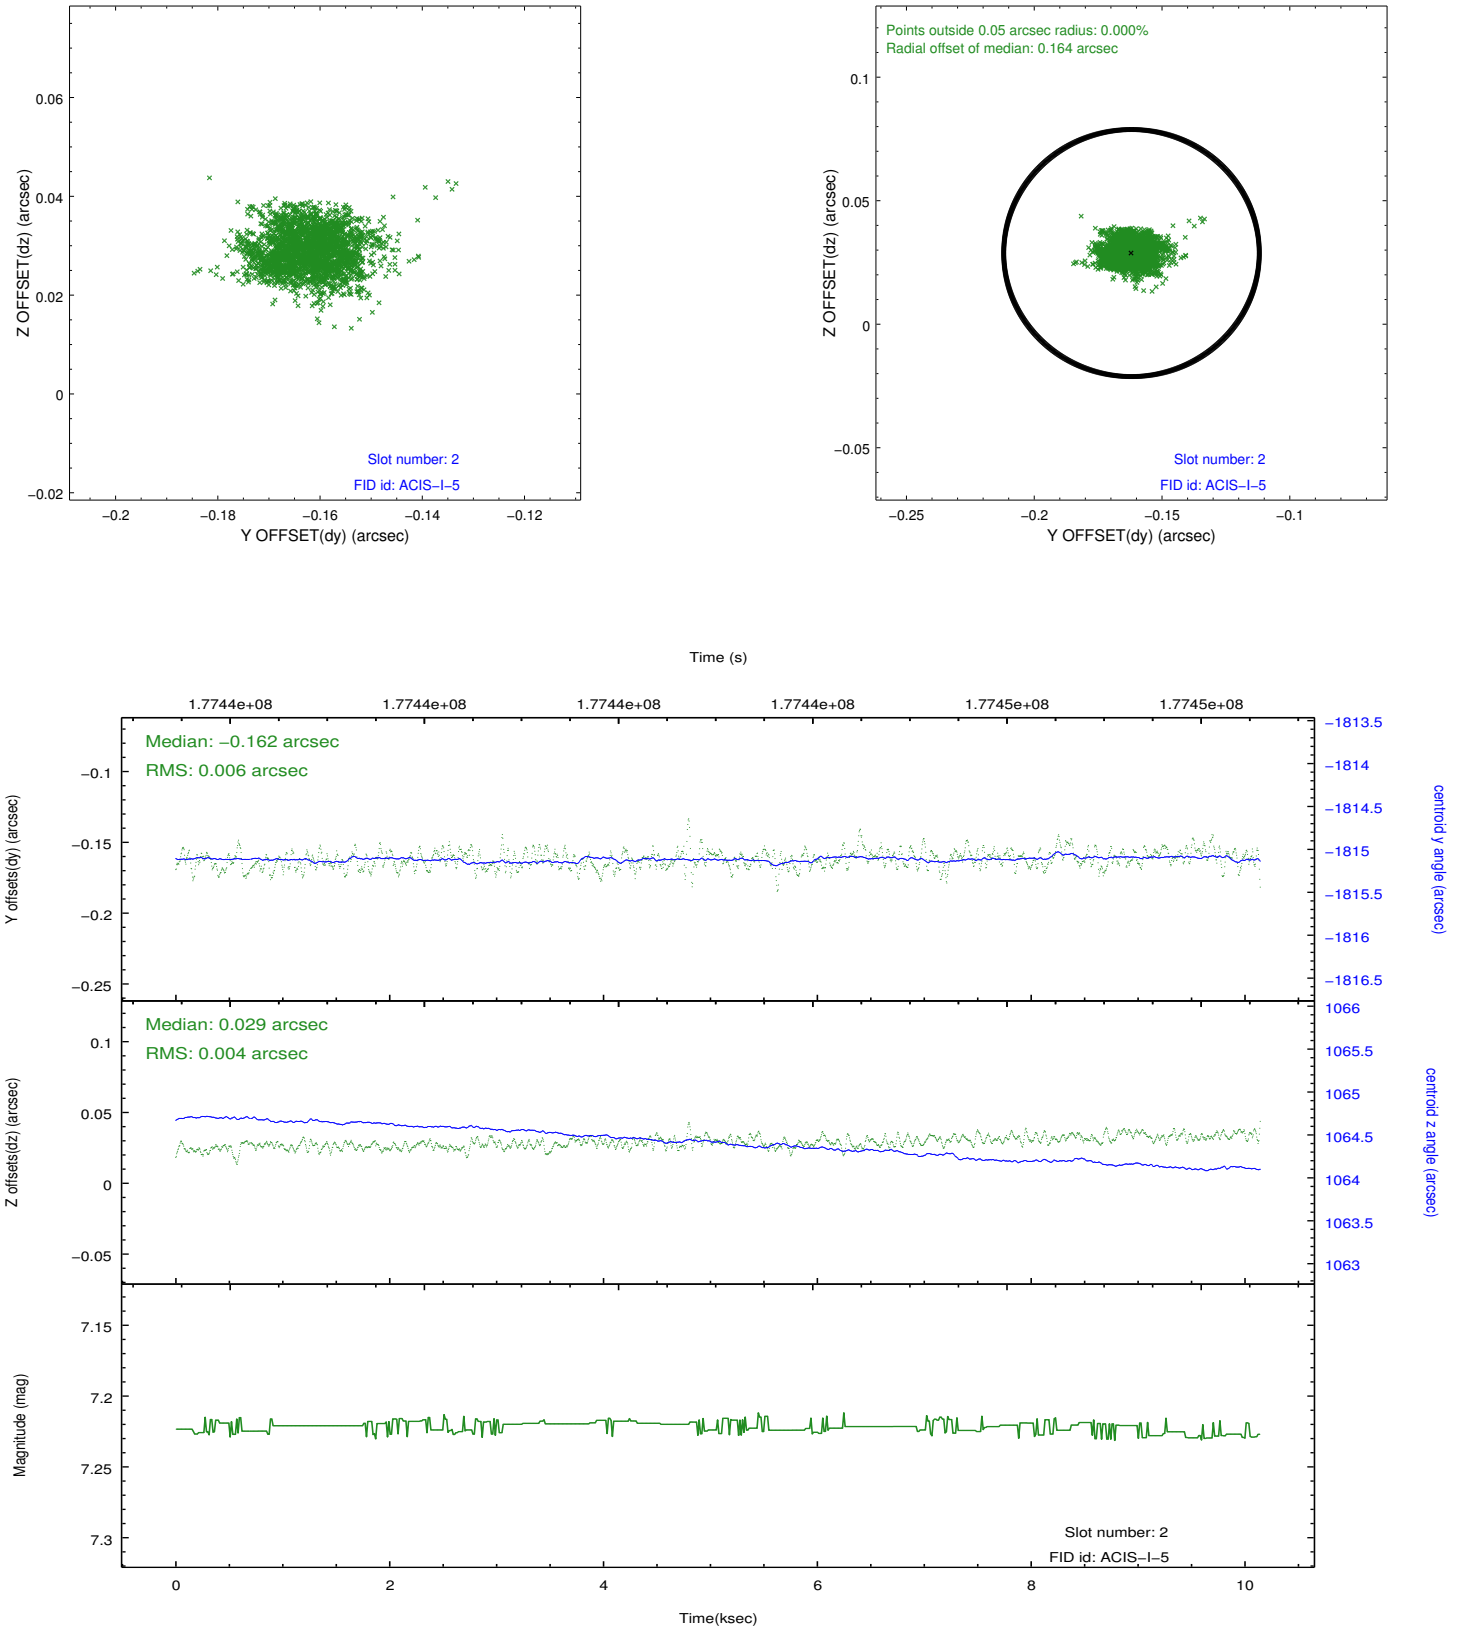 0.06
0.04
0.02
0
−0.02
Z OFFSET(dz) (arcsec)
Slot number: 2
FID id: ACIS−I−5
−0.2
−0.18
−0.16
−0.14
−0.12
Y OFFSET(dy) (arcsec)
Points outside 0.05 arcsec radius: 0.000%
Radial offset of median: 0.164 arcsec
0.1
0.05
0
−0.05
Z OFFSET(dz) (arcsec)
Slot number: 2
FID id: ACIS−I−5
−0.25
−0.2
−0.15
−0.1
Y OFFSET(dy) (arcsec)
Time (s)
1.7744e+08
1.7744e+08
1.7744e+08
1.7744e+08
1.7745e+08
1.7745e+08
Median: −0.162 arcsec
RMS: 0.006 arcsec
−0.1
−0.15
−0.2
−0.25
Y offsets(dy) (arcsec)
−1813.5
−1814
−1814.5
−1815
−1815.5
−1816
−1816.5
centroid y angle (arcsec)
Median: 0.029 arcsec
RMS: 0.004 arcsec
0.1
0.05
0
−0.05
Z offsets(dz) (arcsec)
1066
1065.5
1065
1064.5
1064
1063.5
1063
centroid z angle (arcsec)
7.15
7.2
7.25
7.3
Magnitude (mag)
Slot number: 2
FID id: ACIS−I−5
0
2
4
6
8
10
Time(ksec)